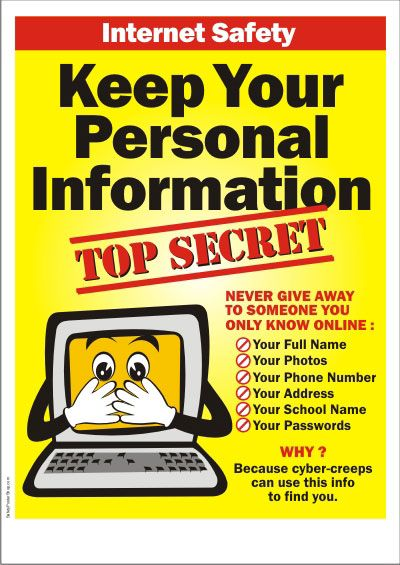 Internet Safety
Keep Your
Personal
Information
TOP SECRET
NEVER GIVE AWAY
TO SOMEONE YOU
ONLY KNOW ONLINE :
Your Full Name
Your Photos
Your Phone Number
Your Address
Your School Name
Your Passwords
WHY ?
Because cyber-creeps
can use this info
to find you.